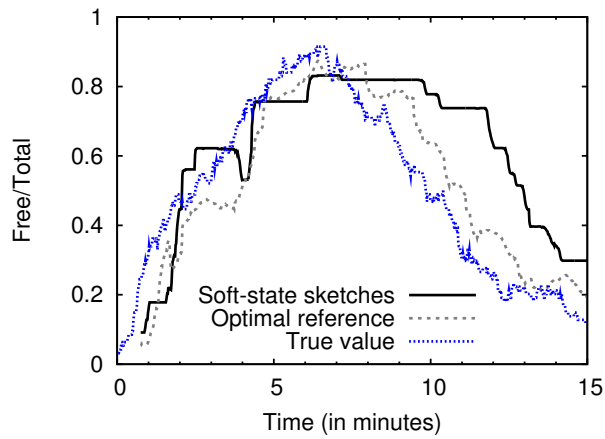 1
0.8
0.6
0.4
0.2
0
Free/Total
Soft-state sketches
Optimal reference
True value
0 5 10 15
Time (in minutes)